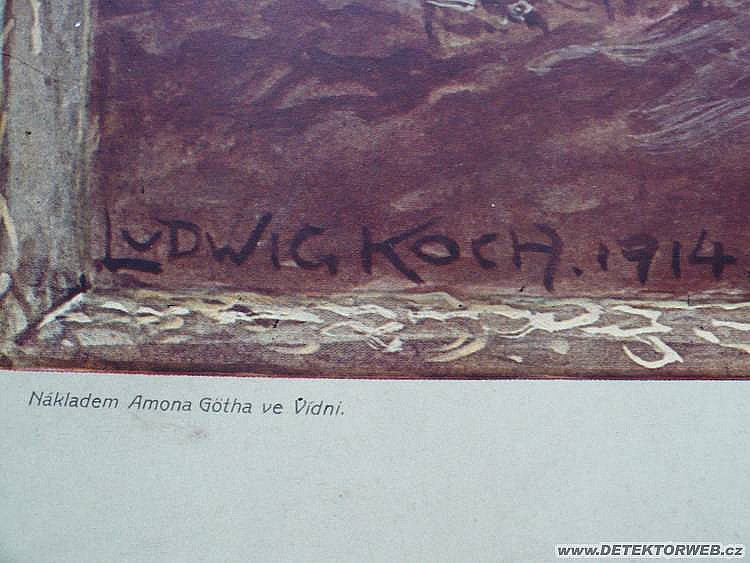 LUDWIG KOCH. 1914
Nákladem Amona Götha ve Vídni.
www.DETEKTORWEB.cz